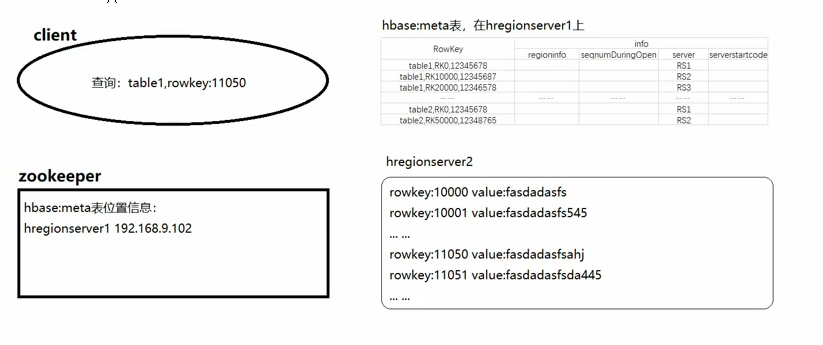 client
查询：table1,rowkey:11050
hbase:meta表，在hregionserver1上
RowKey info
regioninfo seqnumDuringOpen server serverstartcode
table1,RK0,12345678 RS1
table1,RK10000,12345687 RS2
table1,RK20000,12346578 RS3
... ... ... ... ... ... ... ... ... ...
table2,RK0,12345678 RS1
table2,RK50000,12348765 RS2
zookeeper
hbase:meta表位置信息：
hregionserver1 192.168.9.102
hregionserver2
rowkey:10000 value:fasdadasfs
rowkey:10001 value:fasdadasfs545
... ...
rowkey:11050 value:fasdadasfsahj
rowkey:11051 value:fasdadasfsda445
... ...